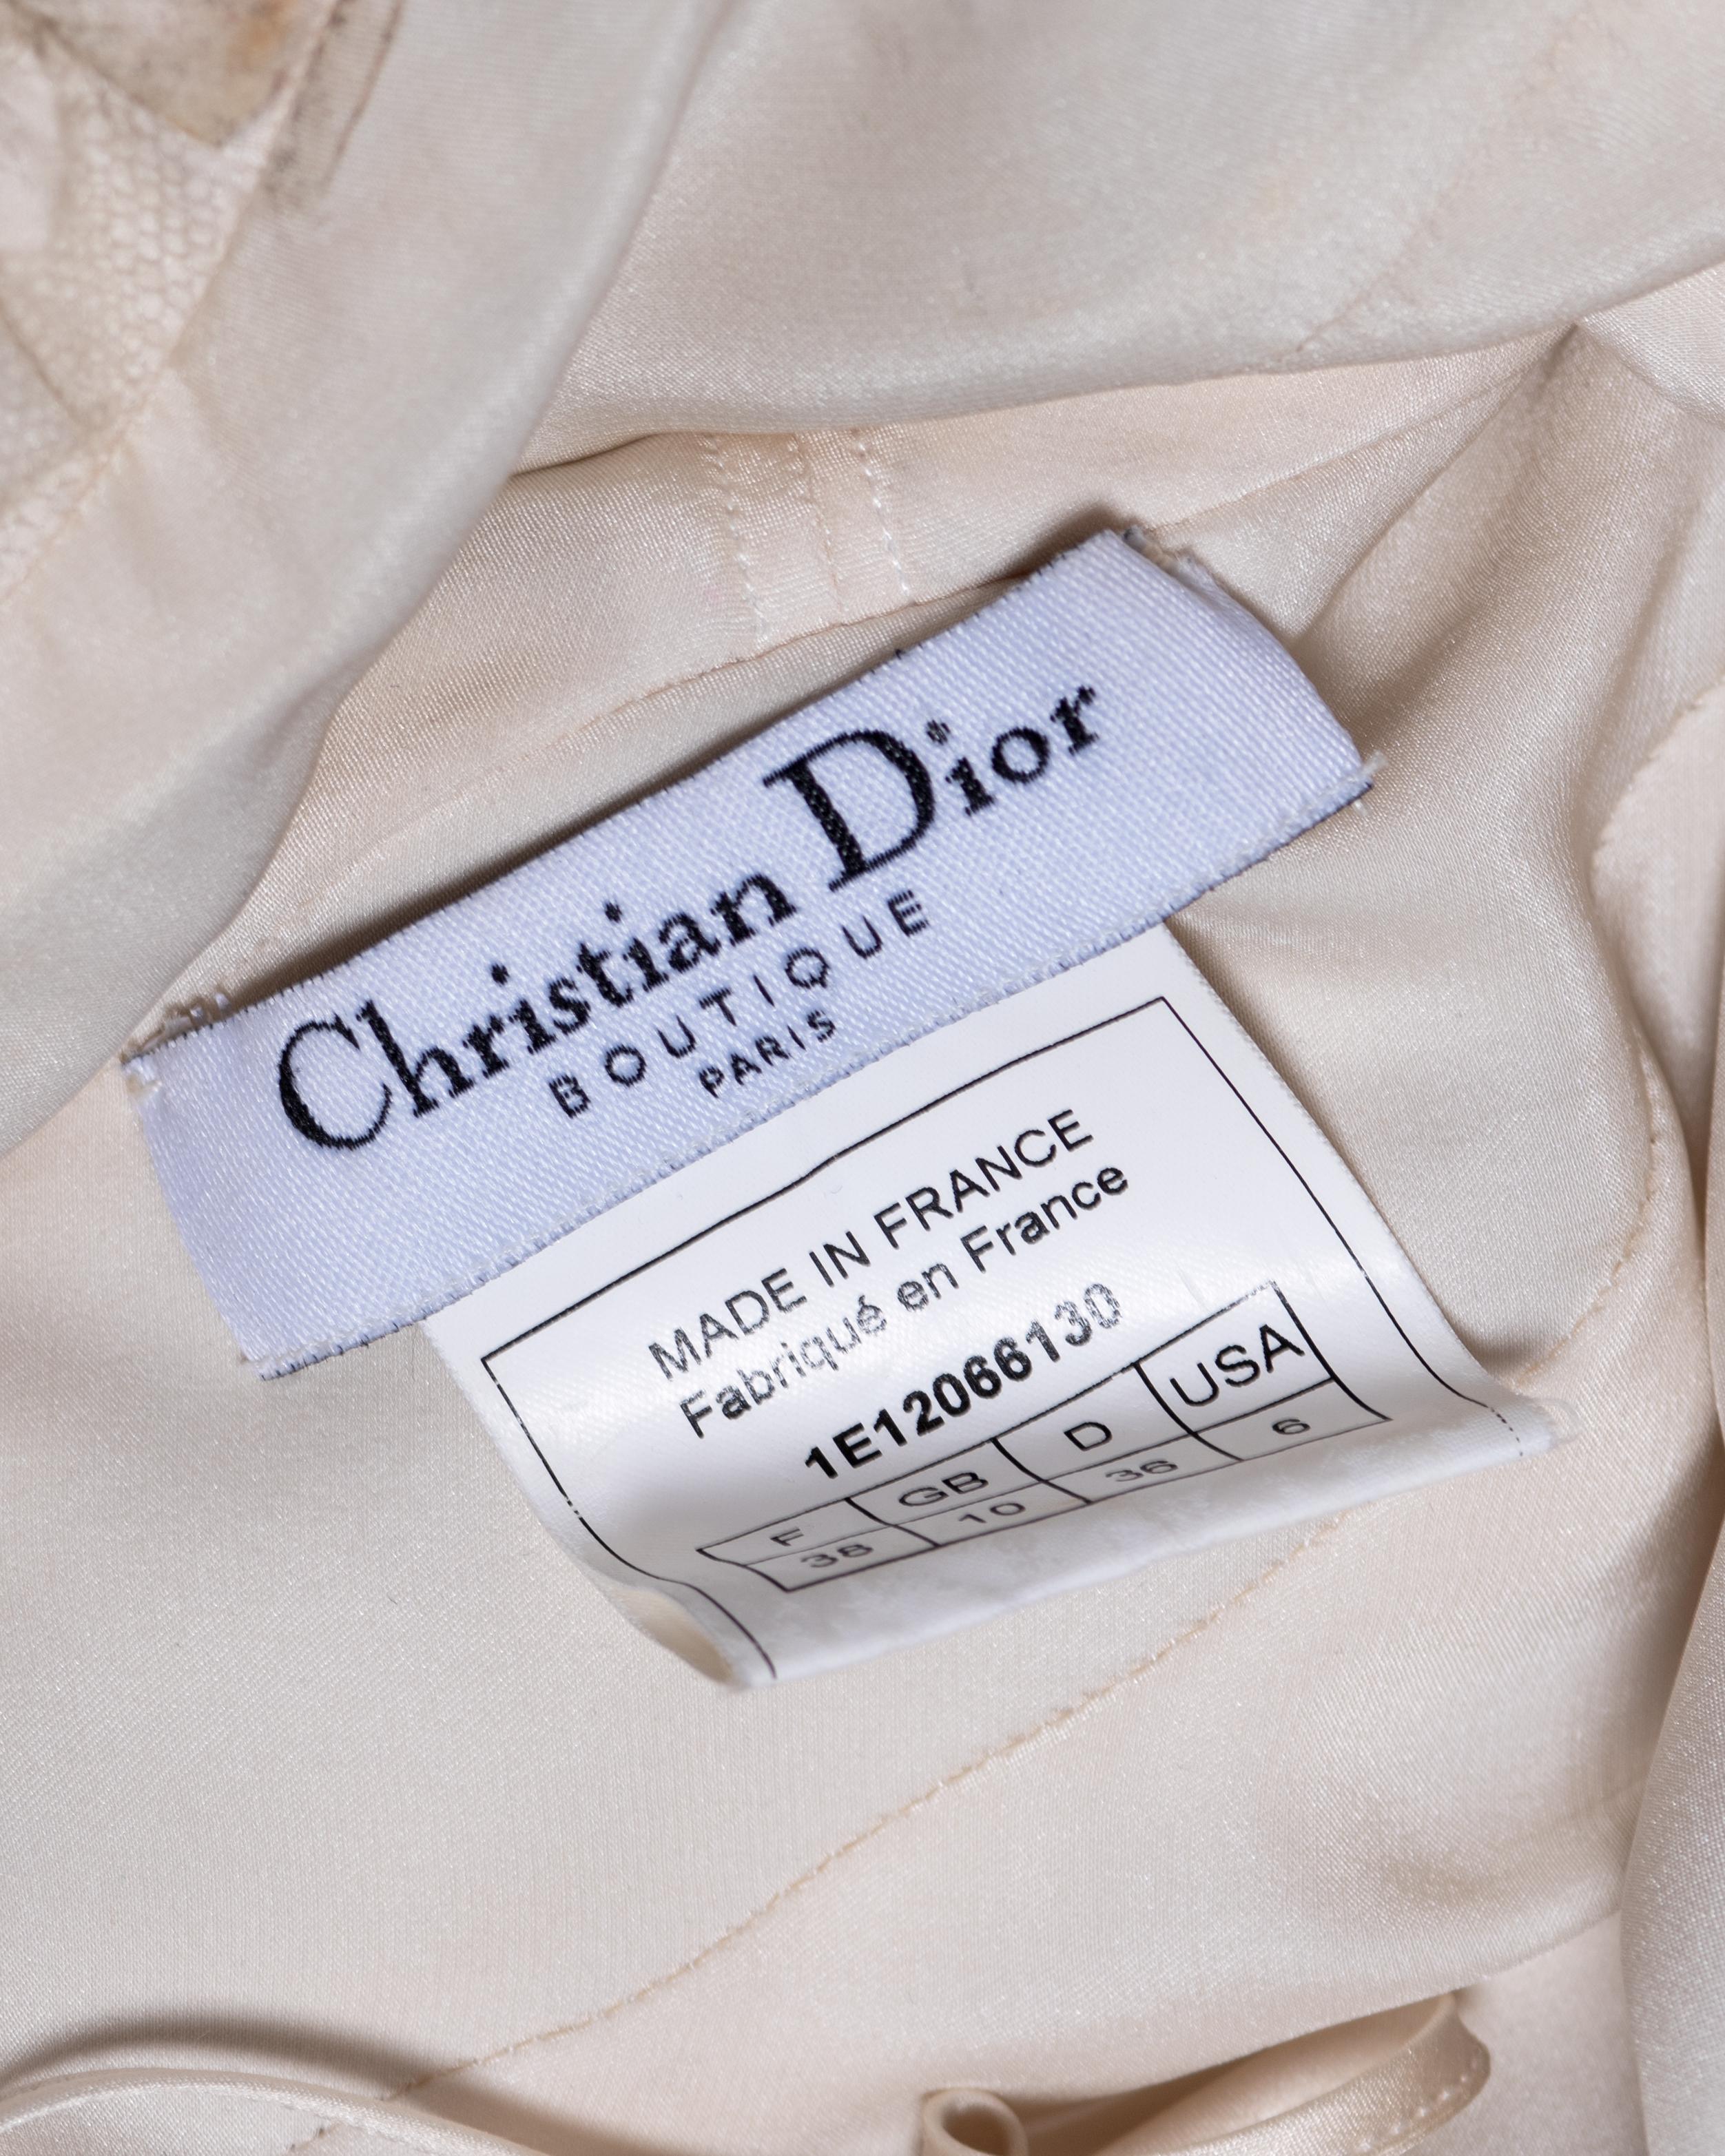 Christian Dior
BOUTIQUE
PARIS
MADE IN FRANCE
Fabriqué en France
1E12066130
F GB D USA
38 10 36 6